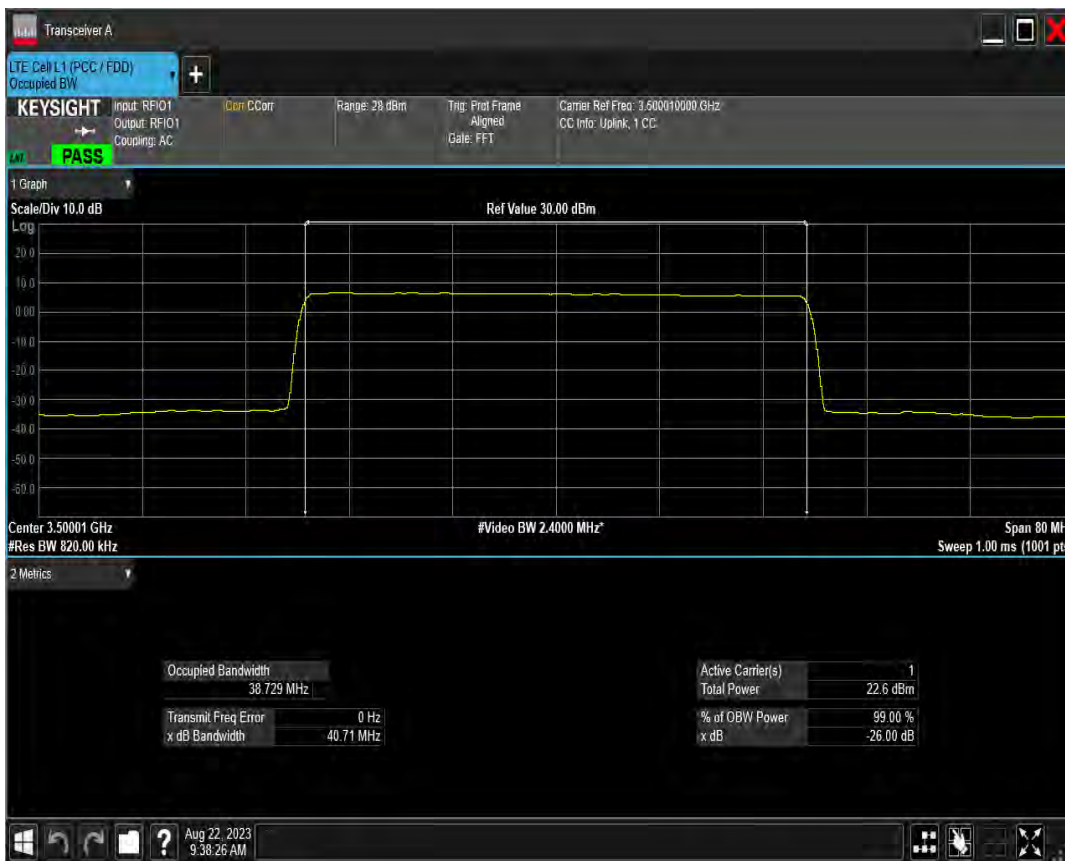 Transceiver A
LTE Cell L1 (PCC / FDD)
Occupied BW
+
KEYSIGHT
PASS
Input: RFIO1
Output: RFIO1
Coupling: AC
Corr CCorr
Range: 28 dBm
Trig: Prot Frame
Aligned
Gate: FFT
Carrier Ref Freq: 3.500010000 GHz
CC Info: Uplink, 1 CC
1 Graph
Scale/Div 10.0 dB
Ref Value 30.00 dBm
Log
20.0
10.0
0.00
-10.0
-20.0
-30.0
-40.0
-50.0
-60.0
Center 3.50001 GHz
#Video BW 2.4000 MHz*
Span 80 MH
#Res BW 820.00 kHz
Sweep 1.00 ms (1001 pts
2 Metrics
Occupied Bandwidth
38.729 MHz
Transmit Freq Error 0 Hz
x dB Bandwidth 40.71 MHz
Active Carrier(s) 1
Total Power 22.6 dBm
% of OBW Power 99.00 %
x dB -26.00 dB
?
Aug 22, 2023
9:38:26 AM